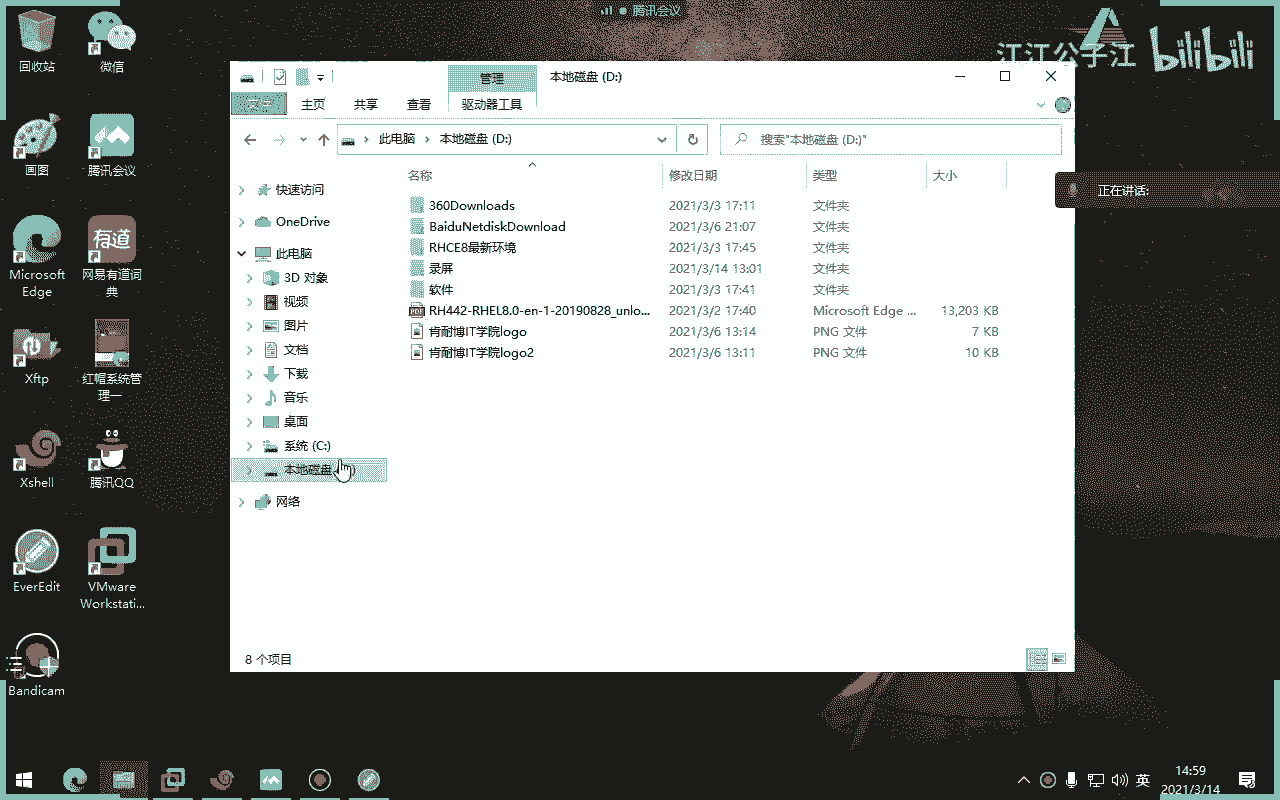 腾讯会议
江江公子江 bilibili
回收站
微信
画图
腾讯会议
Microsoft Edge
有道
网易有道词典
Xftp
红帽系统管理一
Xshell
腾讯QQ
EverEdit
VMware Workstati...
Bandicam
管理
本地磁盘 (D:)
文件
主页
共享
查看
驱动器工具
此电脑
本地磁盘 (D:)
搜索"本地磁盘 (D:)"
名称 修改日期 类型 大小
快速访问
OneDrive
此电脑
3D 对象
视频
图片
文档
下载
音乐
桌面
系统 (C:)
本地磁盘
网络
360Downloads 2021/3/3 17:11 文件夹
BaiduNetdiskDownload 2021/3/6 21:07 文件夹
RHCE8最新环境 2021/3/3 17:45 文件夹
录屏 2021/3/14 13:01 文件夹
软件 2021/3/3 17:41 文件夹
RH442-RHEL8.0-en-1-20190828_unlo... 2021/3/2 17:40 Microsoft Edge ... 13,203 KB
肯耐博IT学院logo 2021/3/6 13:14 PNG 文件 7 KB
肯耐博IT学院logo2 2021/3/6 13:11 PNG 文件 10 KB
正在讲话:
8 个项目
英
14:59
2021/3/14